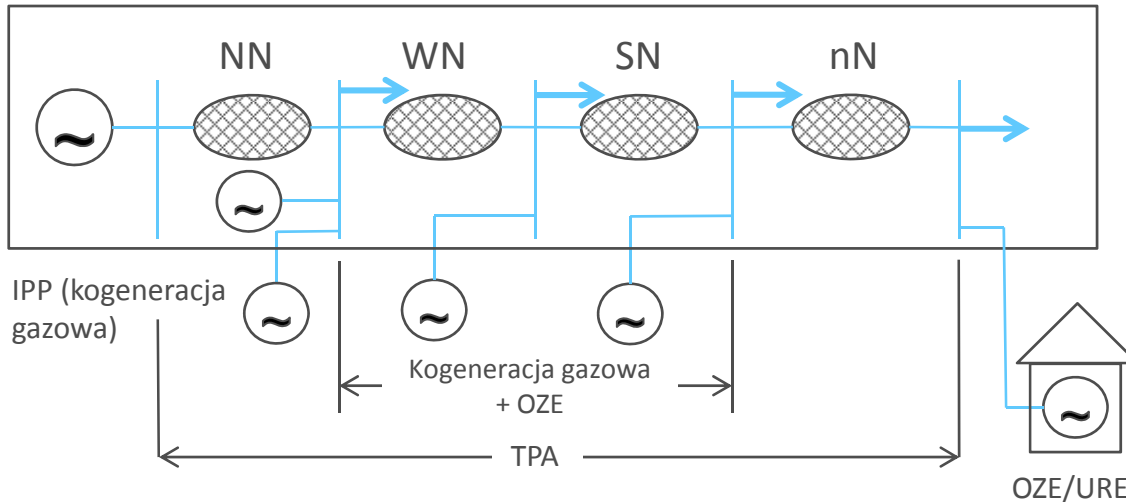 NN WN SN nN
IPP (kogeneracja
gazowa)
Kogeneracja gazowa
+ OZE
TPA
OZE/URE